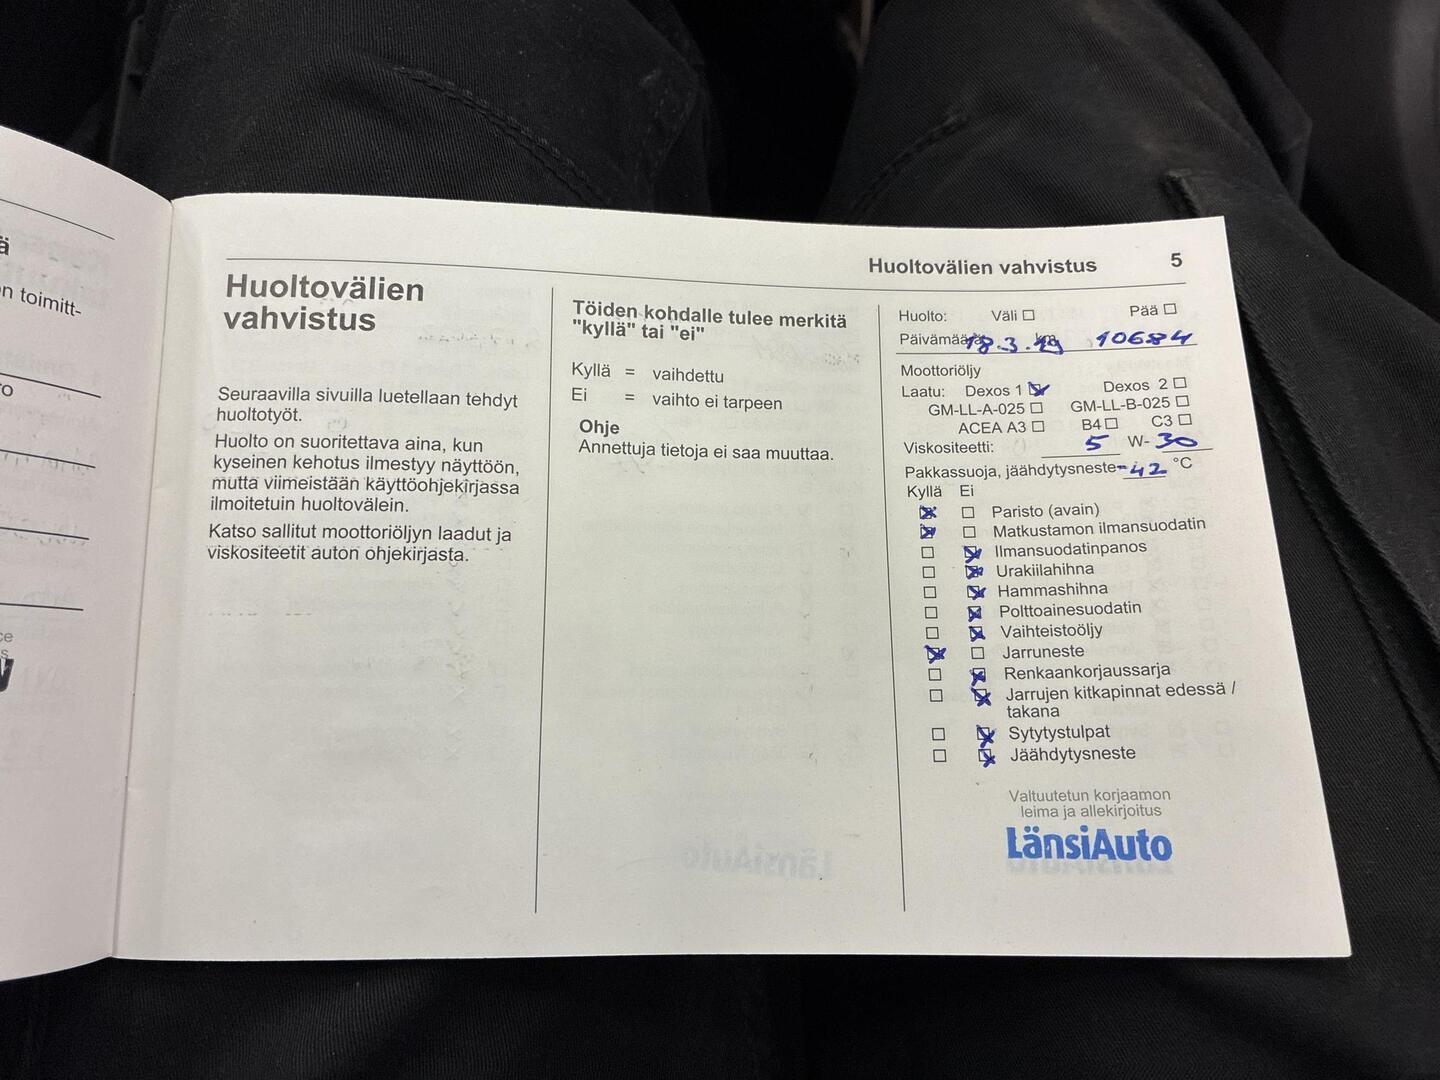 ä
n toimitt-
Huoltovälien vahvistus 5
Huoltovälien
vahvistus
Seuraavilla sivuilla luetellaan tehdyt
huoltotyöt.
Huolto on suoritettava aina, kun
kyseinen kehotus ilmestyy näyttöön,
mutta viimeistään käyttöohjekirjassa
ilmoitetuin huoltovälein.
Katso sallitut moottoriöljyn laadut ja
viskositeetit auton ohjekirjasta.
Töiden kohdalle tulee merkitä
"kyllä" tai "ei"
Kyllä = vaihdettu
Ei = vaihto ei tarpeen
Ohje
Annettuja tietoja ei saa muuttaa.
Huolto: Väli ☐ Pää ☐
Päivämäärä 18.3.19 km 10684
Moottoriöljy
Laatu: Dexos 1 ☒ Dexos 2 ☐
GM-LL-A-025 ☐ GM-LL-B-025 ☐
ACEA A3 ☐ B4 ☐ C3 ☐
Viskositeetti: 5 W- 30
Pakkassuoja, jäähdytysneste -42 °C
Kyllä Ei
☒ ☐ Paristo (avain)
☒ ☐ Matkustamon ilmansuodatin
☐ ☒ Ilmansuodatinpanos
☐ ☒ Urakiilahihna
☐ ☒ Hammashihna
☐ ☒ Polttoainesuodatin
☐ ☒ Vaihteistoöljy
☒ ☐ Jarruneste
☐ ☒ Renkaankorjaussarja
☐ ☒ Jarrujen kitkapinnat edessä /
takana
☐ ☒ Sytytystulpat
☐ ☒ Jäähdytysneste
Valtuutetun korjaamon
leima ja allekirjoitus
LänsiAuto